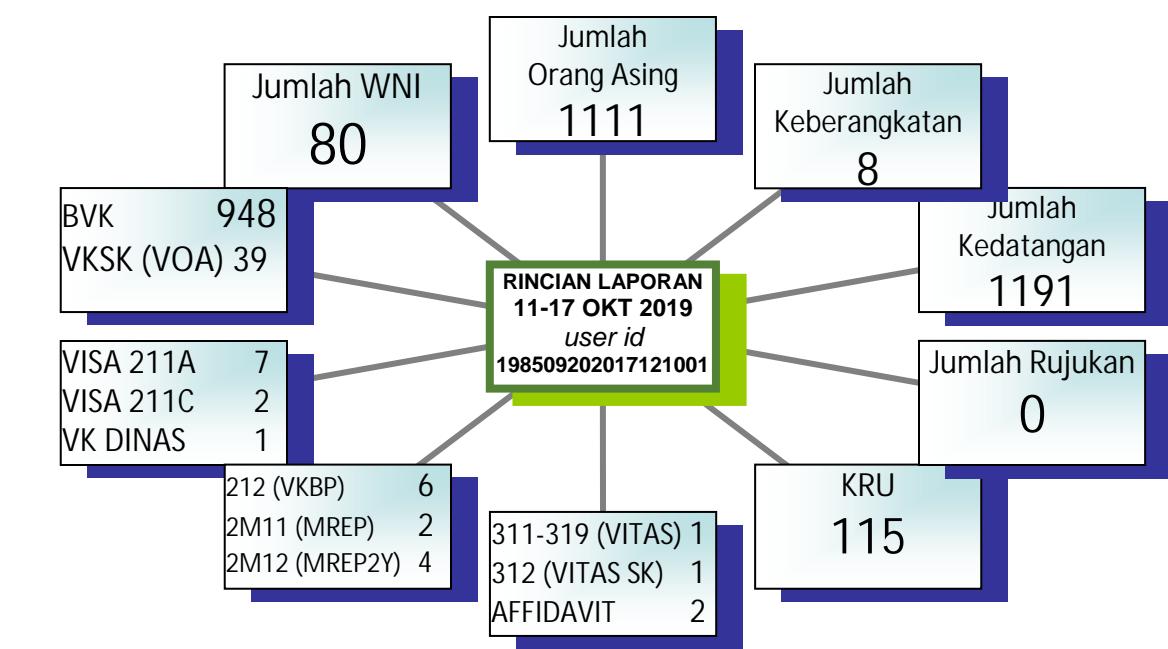 Jumlah
Orang Asing
1111
Jumlah WNI
80
Jumlah
Keberangkatan
8
BVK 948
VKSK (VOA) 39
Jumlah
Kedatangan
1191
RINCIAN LAPORAN
11-17 OKT 2019
user id
198509202017121001
VISA 211A 7
VISA 211C 2
VK DINAS 1
Jumlah Rujukan
0
212 (VKBP) 6
2M11 (MREP) 2
2M12 (MREP2Y) 4
311-319 (VITAS) 1
312 (VITAS SK) 1
AFFIDAVIT 2
KRU
115